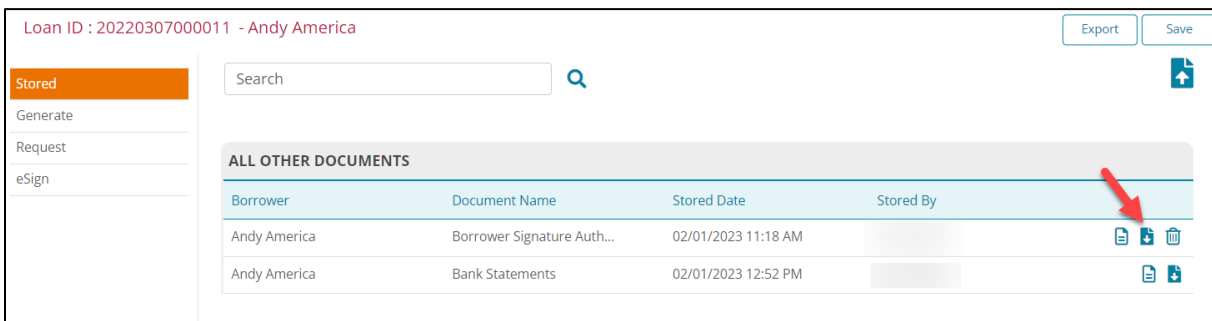 Loan ID : 20220307000011 - Andy America
Export
Save
Stored
Generate
Request
eSign
Search
ALL OTHER DOCUMENTS
Borrower Document Name Stored Date Stored By
Andy America Borrower Signature Auth... 02/01/2023 11:18 AM
Andy America Bank Statements 02/01/2023 12:52 PM